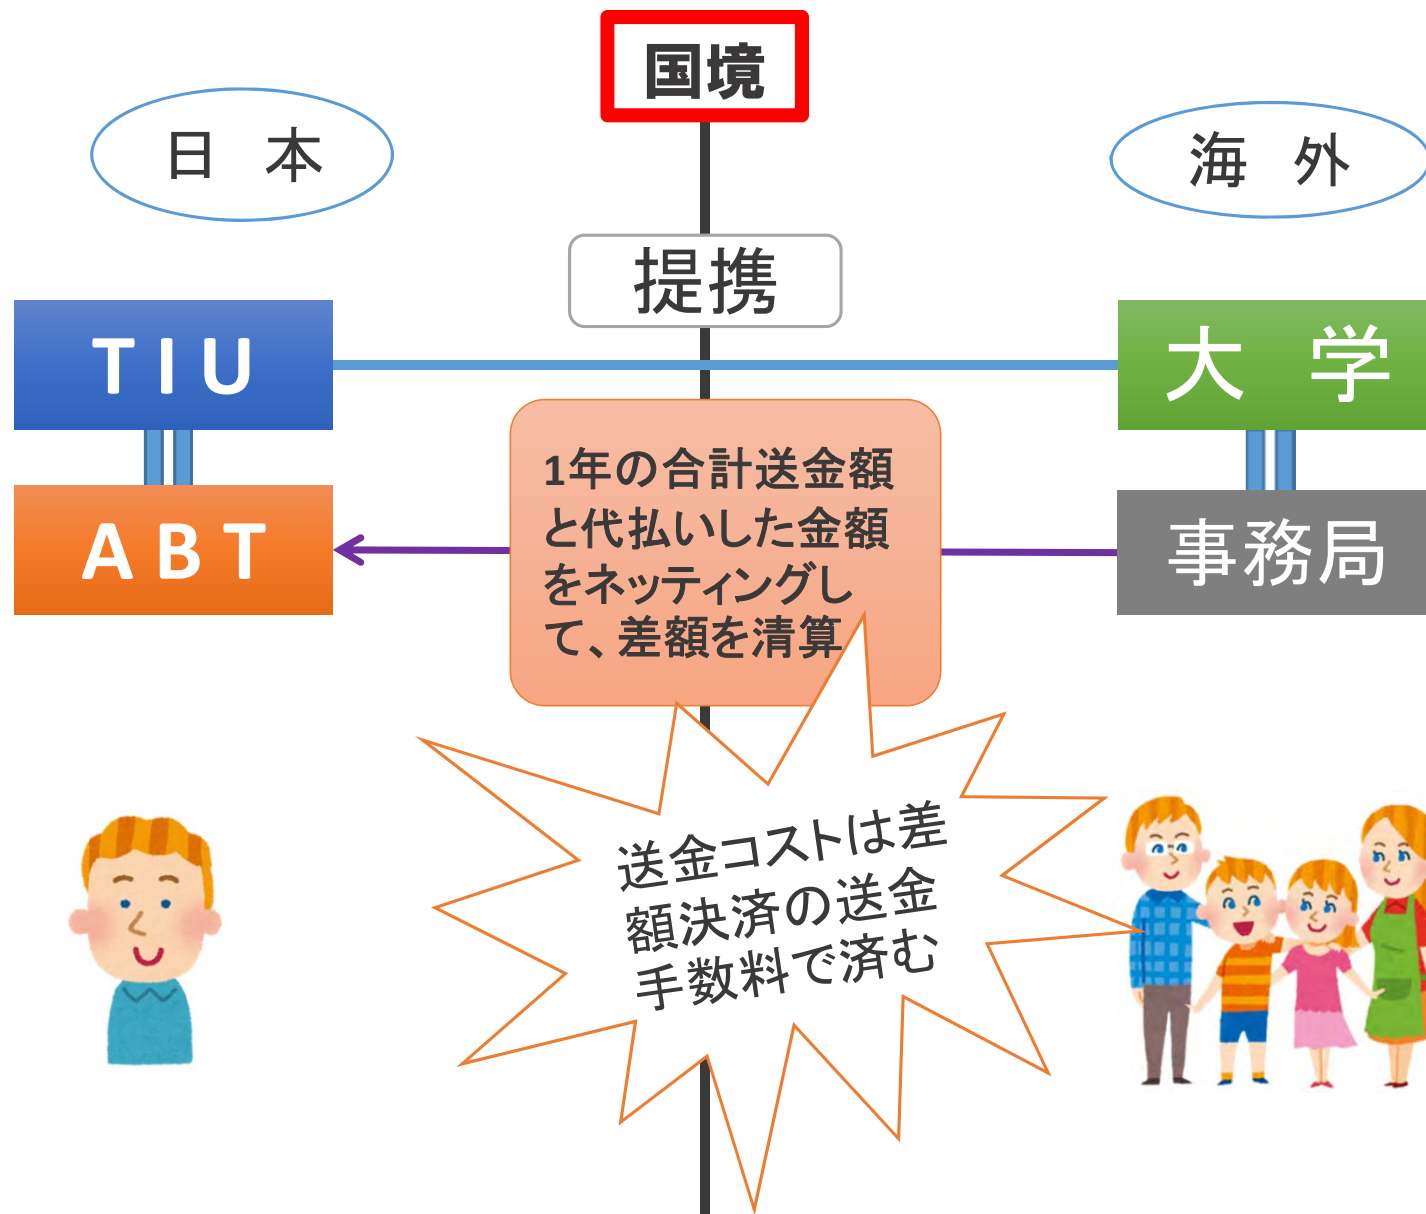 国境
日 本
海 外
提携
TIU
大 学
1年の合計送金額
と代払いした金額
をネッティングし
て、差額を清算
ABT
事務局
送金コストは差
額決済の送金
手数料で済む